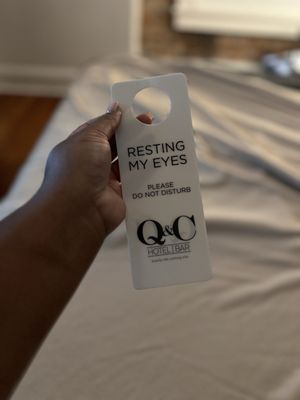 RESTING
MY EYES
PLEASE
DO NOT DISTURB
Q&C
HOTEL|BAR